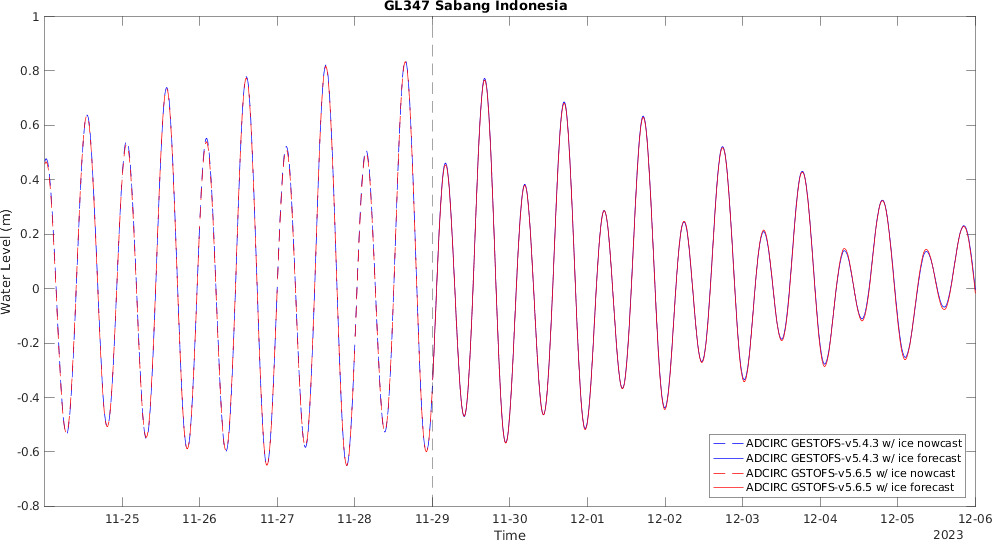 GL347 Sabang Indonesia
1
0.8
0.6
0.4
0.2
0
-0.2
-0.4
-0.6
-0.8
Water Level (m)
ADCIRC GESTOFS-v5.4.3 w/ ice nowcast
ADCIRC GESTOFS-v5.4.3 w/ ice forecast
ADCIRC GSTOFS-v5.6.5 w/ ice nowcast
ADCIRC GSTOFS-v5.6.5 w/ ice forecast
11-25 11-26 11-27 11-28 11-29 11-30 12-01 12-02 12-03 12-04 12-05 12-06
Time
2023